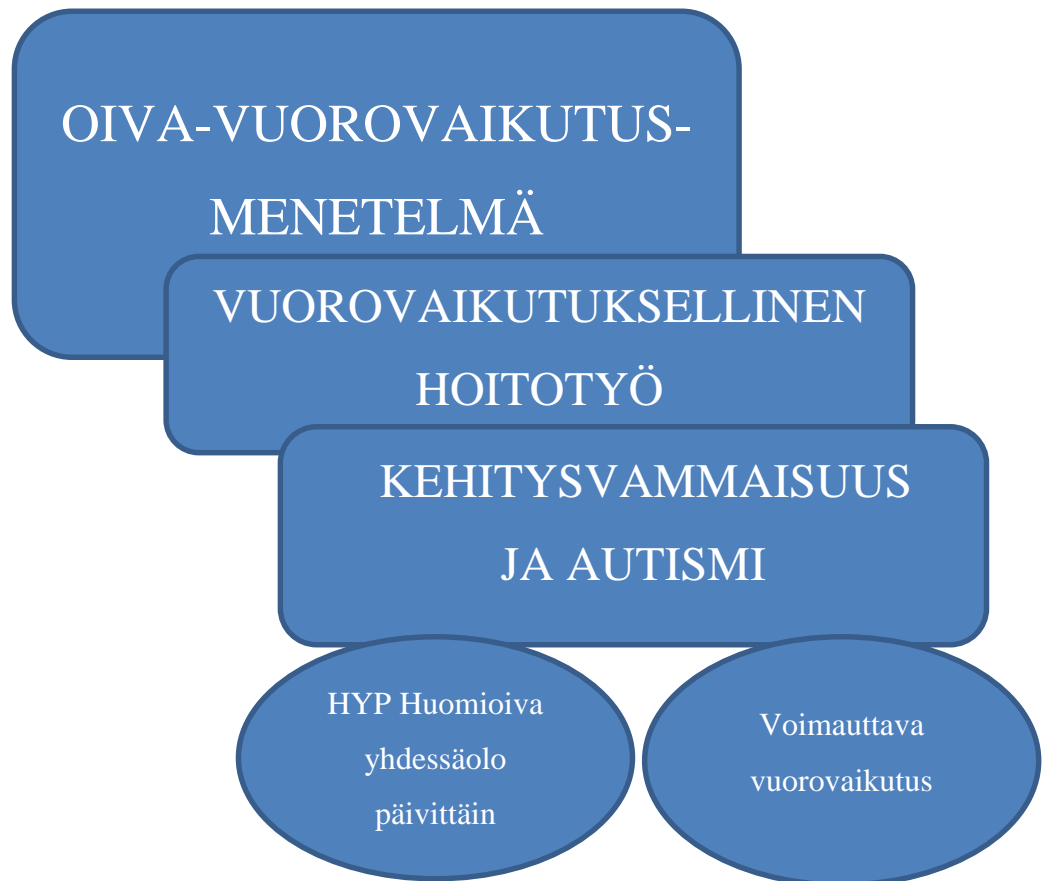 OIVA-VUOROVAIKUTUS-
MENETELMÄ
VUOROVAIKUTUKSELLINEN
HOITOTYÖ
KEHITYSVAMMAISUUS
JA AUTISMI
HYP Huomioiva
yhdessäolo
päivittäin
Voimauttava
vuorovaikutus